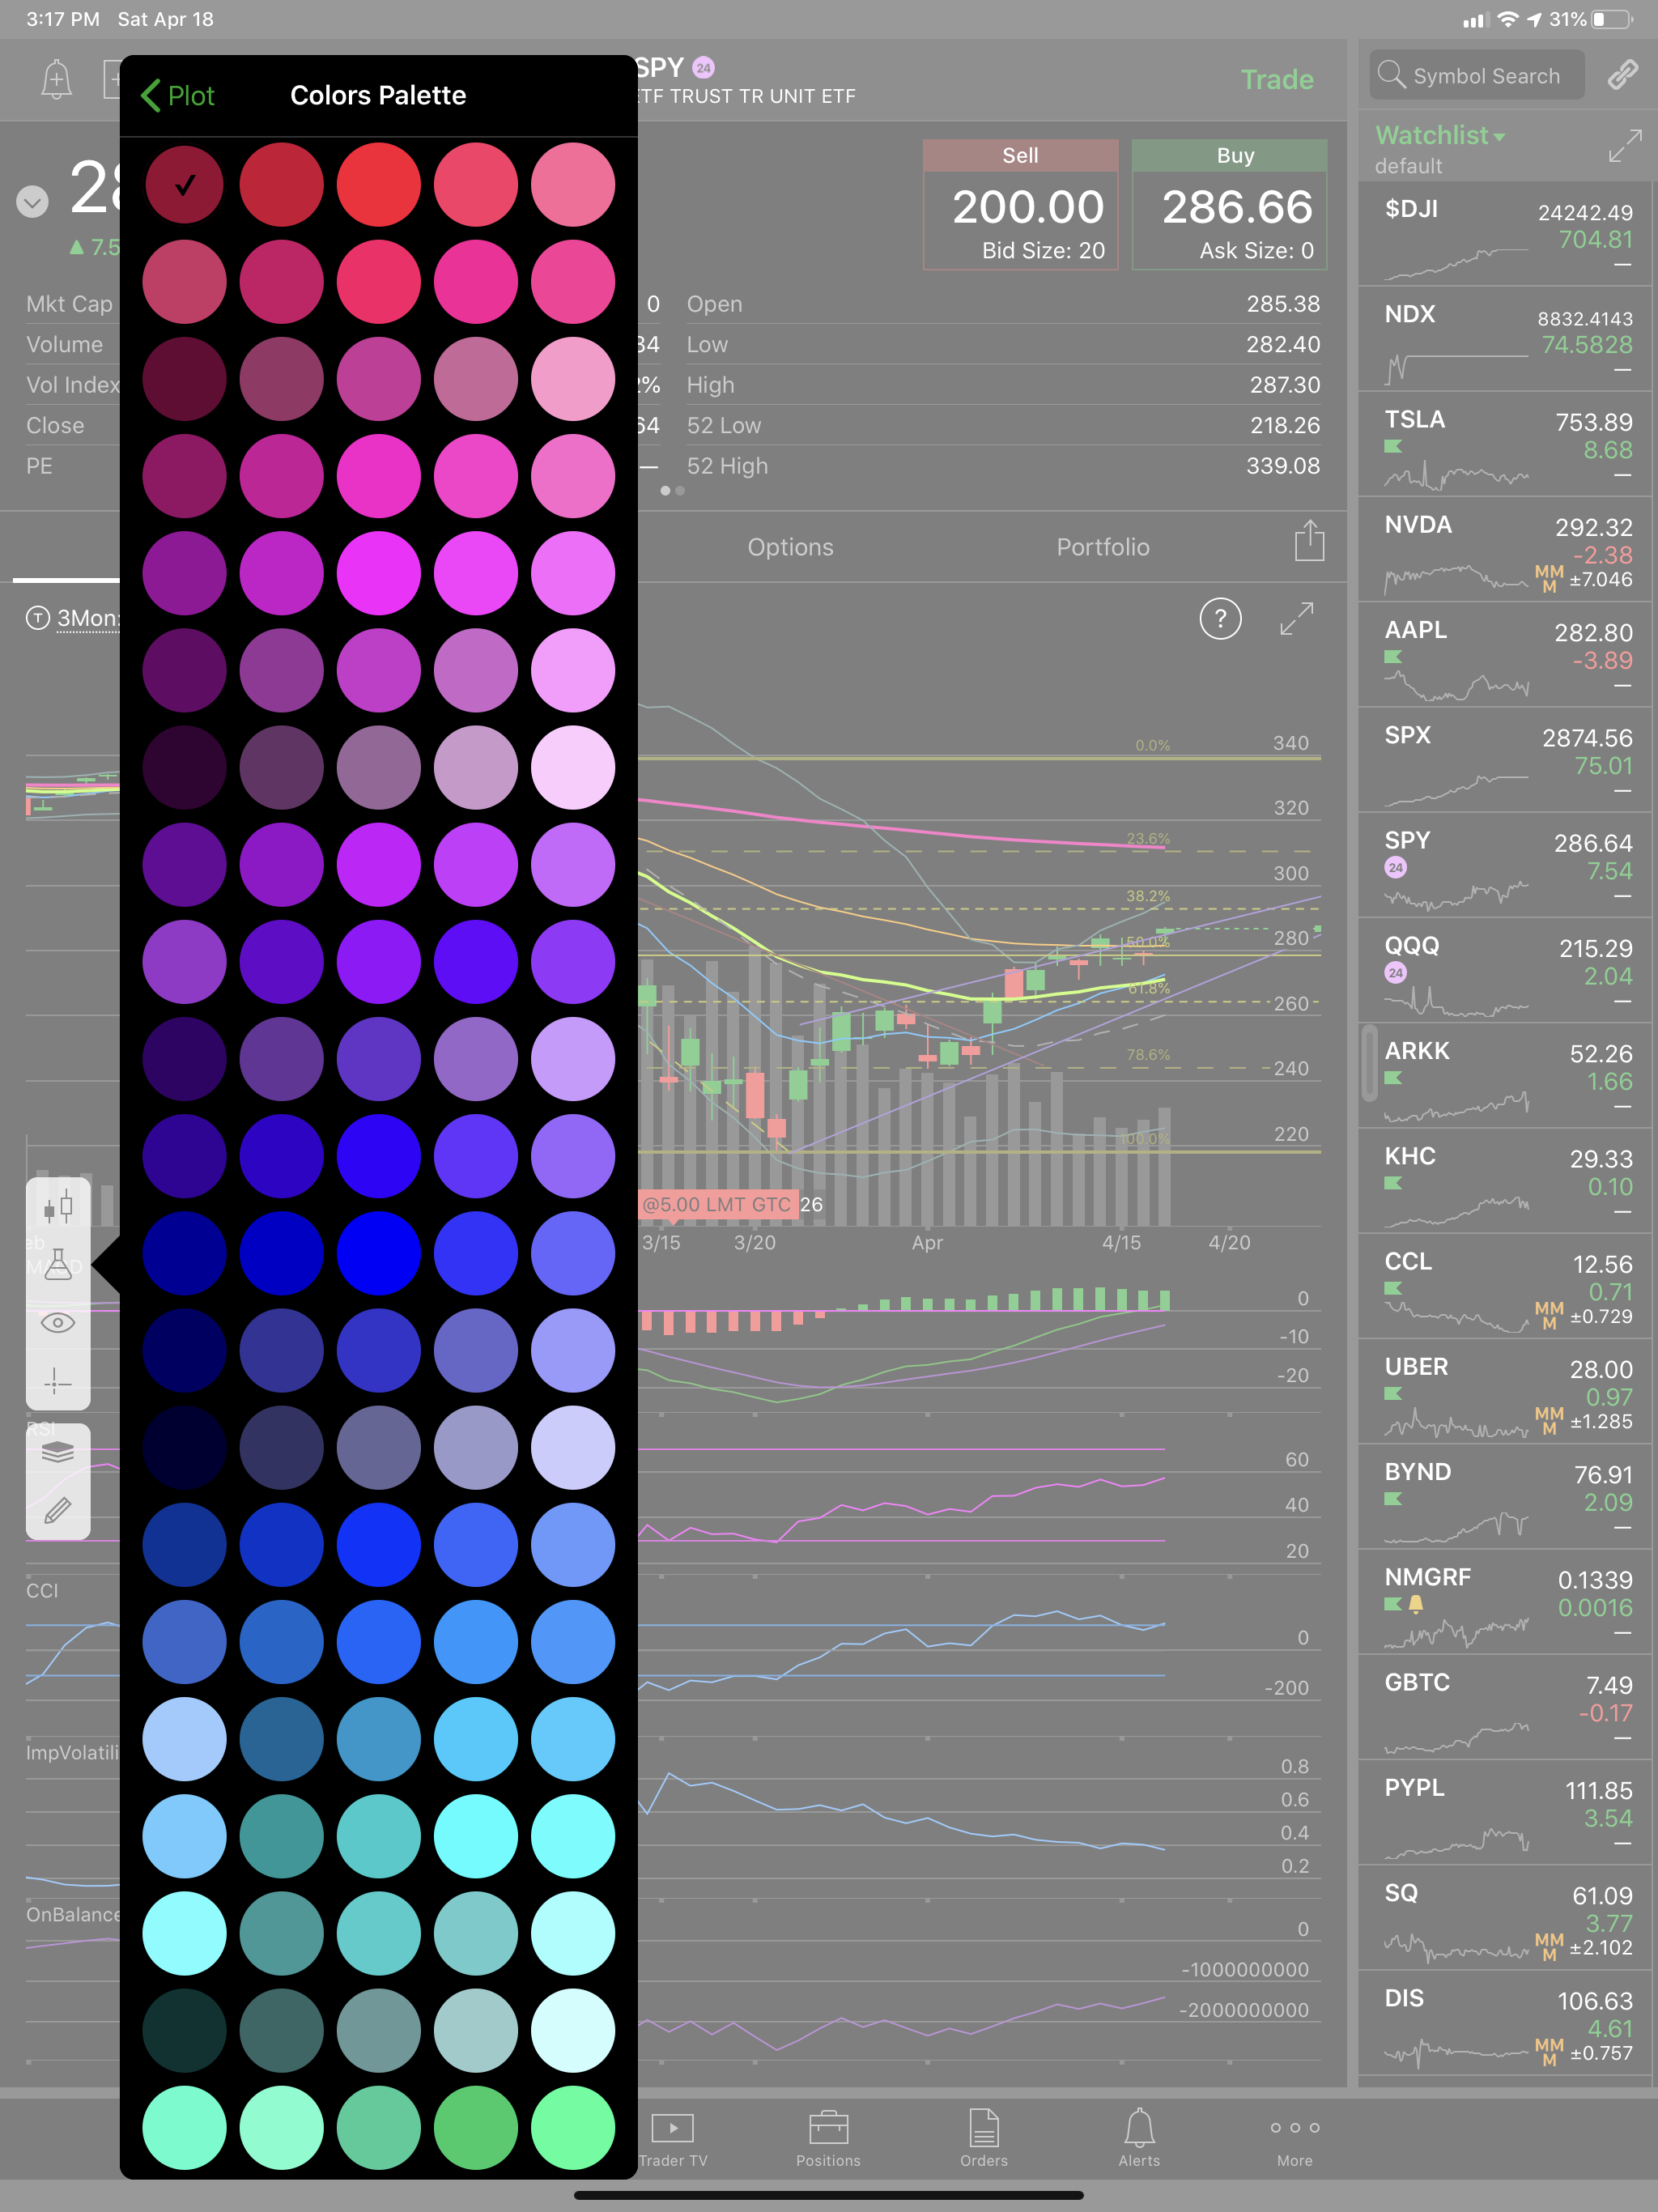 3:17 PM Sat Apr 18
31%
Plot
Colors Palette
SPY 24
ETF TRUST TR UNIT ETF
Trade
Symbol Search
Watchlist
default
28
7.5
Sell
200.00
Bid Size: 20
Buy
286.66
Ask Size: 0
Mkt Cap 0
Volume 34
Vol Index 2%
Close 64
PE —
Open 285.38
Low 282.40
High 287.30
52 Low 218.26
52 High 339.08
Options
Portfolio
T 3Mon:
?
340
320
300
280
260
240
220
0.0%
23.6%
38.2%
50.0%
61.8%
78.6%
100.0%
@5.00 LMT GTC 26
eb
3/15 3/20 Apr 4/15 4/20
MACD
0
-10
-20
RSI
60
40
20
CCI
0
-200
ImpVolatili
0.8
0.6
0.4
0.2
OnBalance
0
-1000000000
-2000000000
Trader TV
Positions
Orders
Alerts
More
$DJI 24242.49
704.81
—
NDX 8832.4143
74.5828
—
TSLA 753.89
8.68
—
NVDA 292.32
-2.38
MMM ±7.046
AAPL 282.80
-3.89
—
SPX 2874.56
75.01
—
SPY 286.64
24 7.54
—
QQQ 215.29
24 2.04
—
ARKK 52.26
1.66
—
KHC 29.33
0.10
—
CCL 12.56
0.71
MMM ±0.729
UBER 28.00
0.97
MMM ±1.285
BYND 76.91
2.09
—
NMGRF 0.1339
0.0016
—
GBTC 7.49
-0.17
—
PYPL 111.85
3.54
—
SQ 61.09
3.77
MMM ±2.102
DIS 106.63
4.61
MMM ±0.757